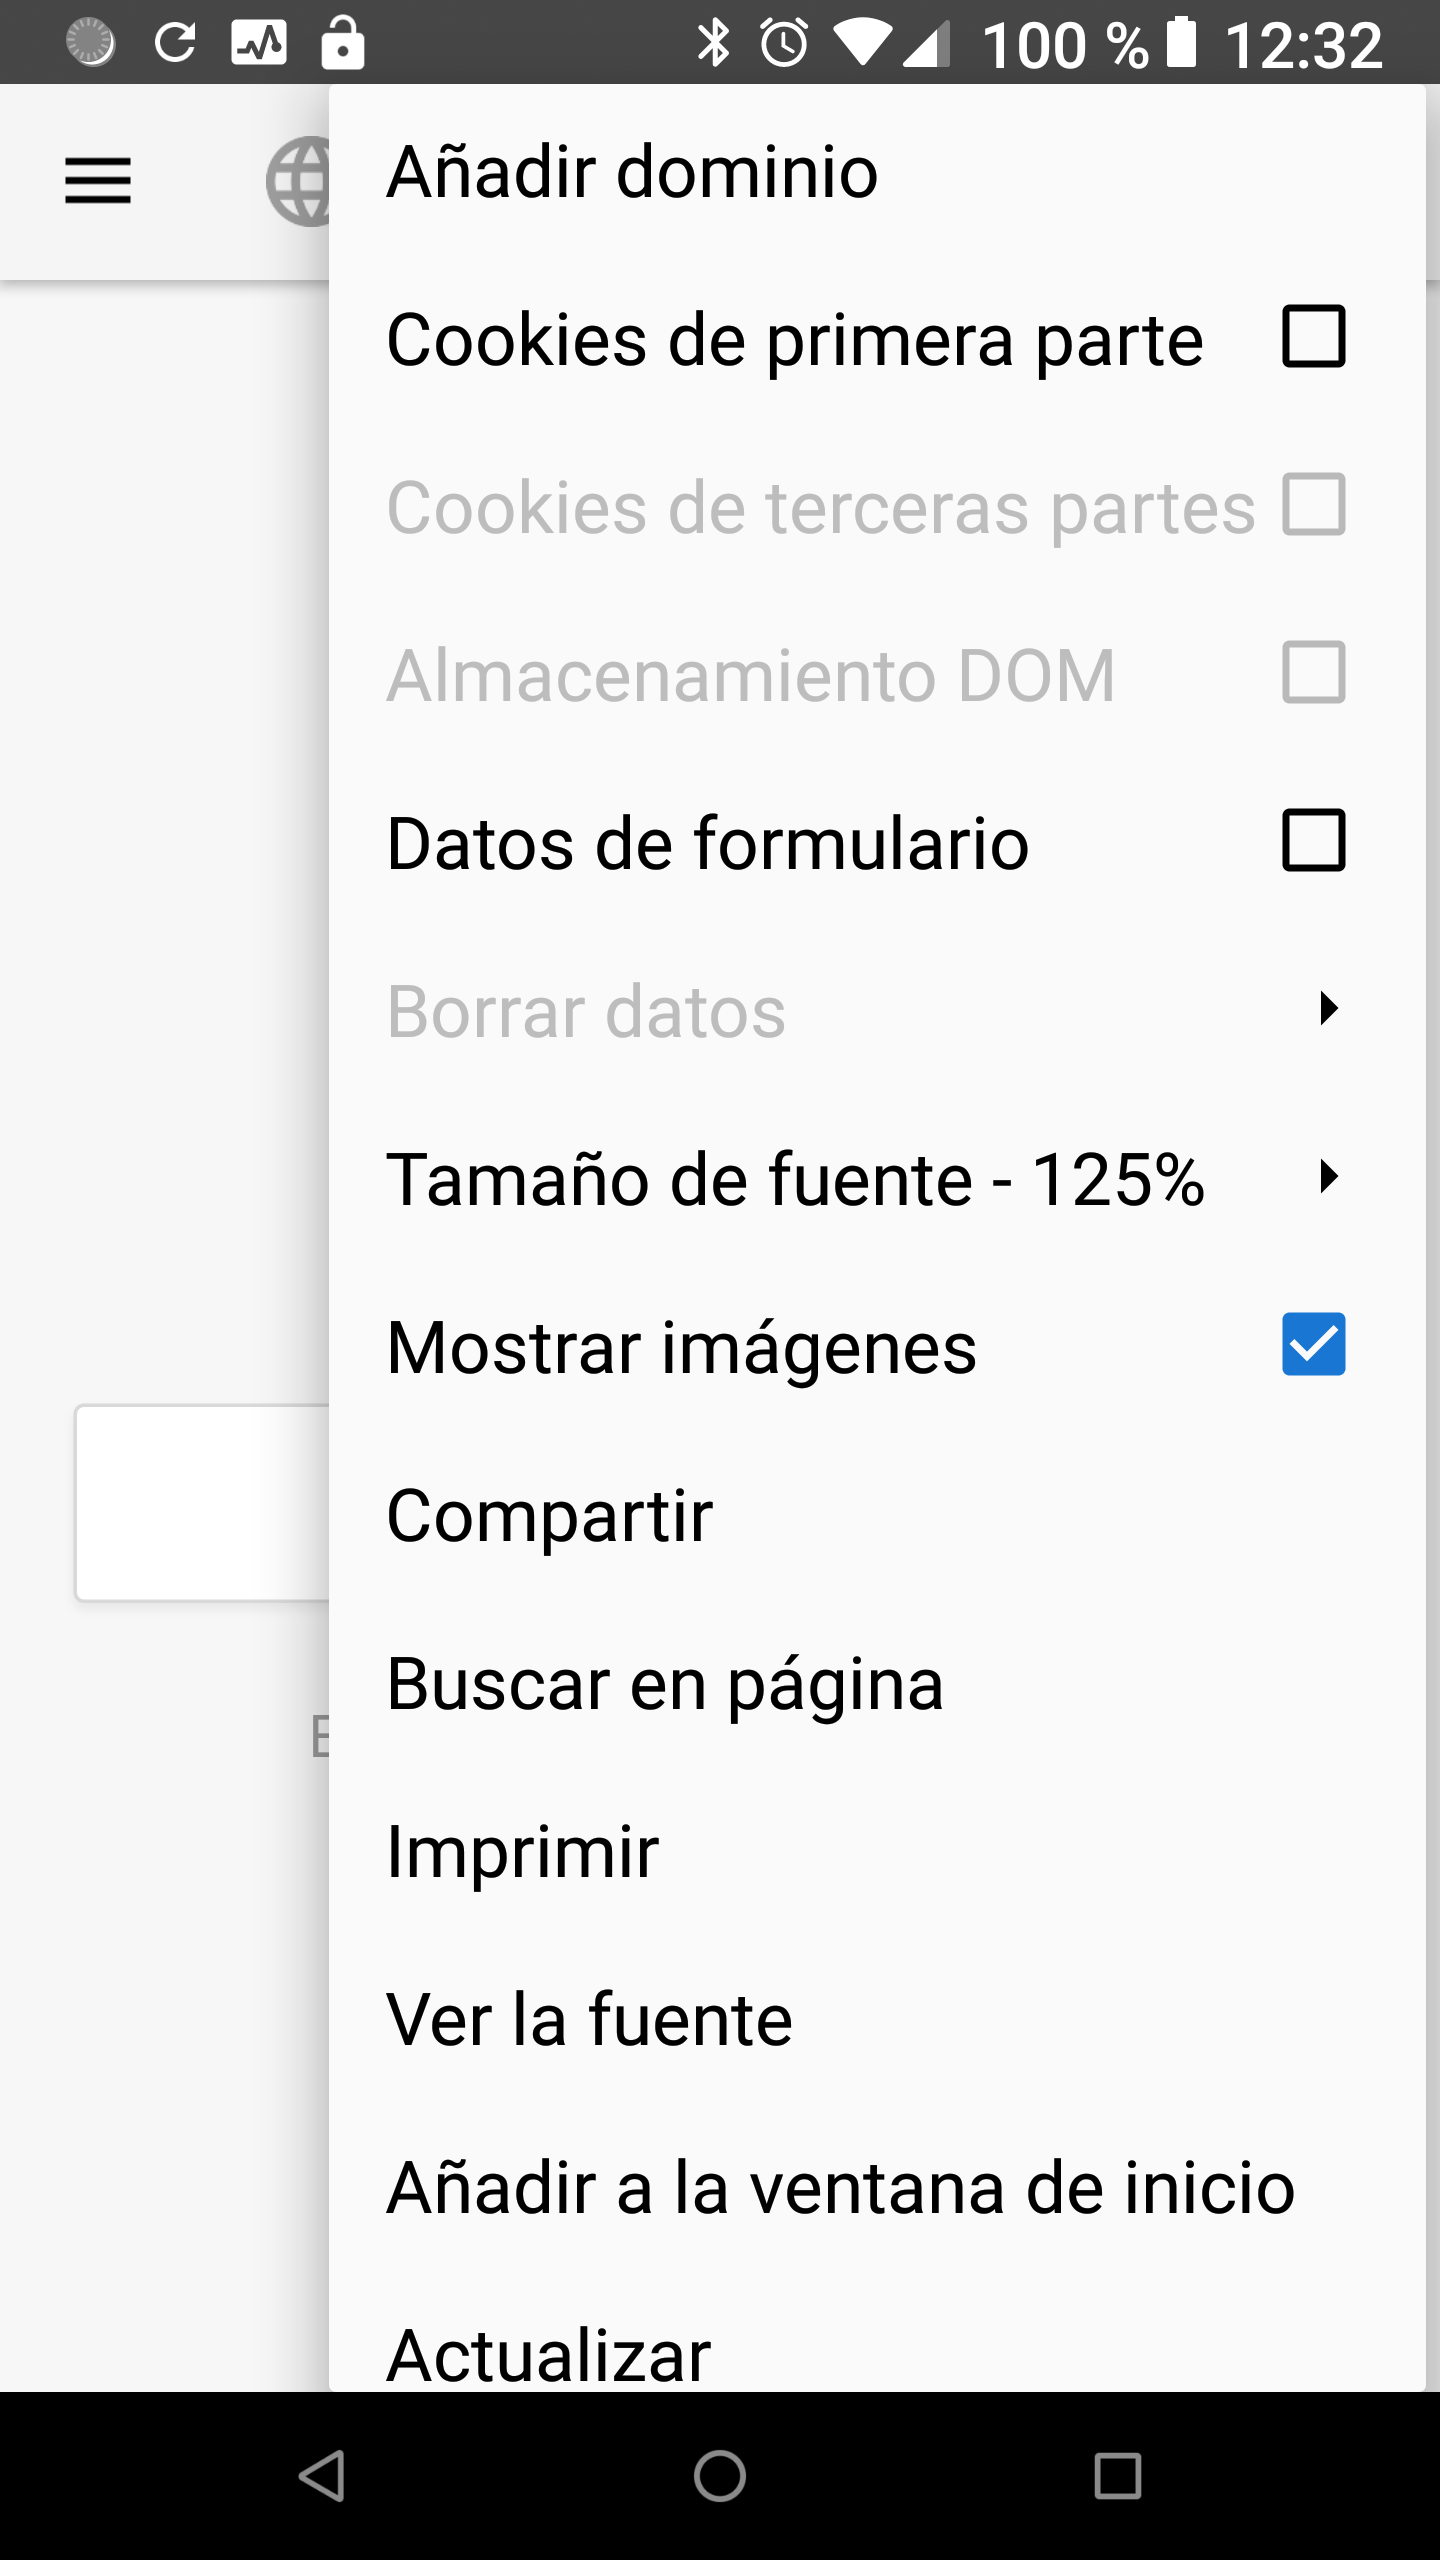 100 % 12:32
Añadir dominio
Cookies de primera parte
Cookies de terceras partes
Almacenamiento DOM
Datos de formulario
Borrar datos
Tamaño de fuente - 125%
Mostrar imágenes
Compartir
Buscar en página
Imprimir
Ver la fuente
Añadir a la ventana de inicio
Actualizar